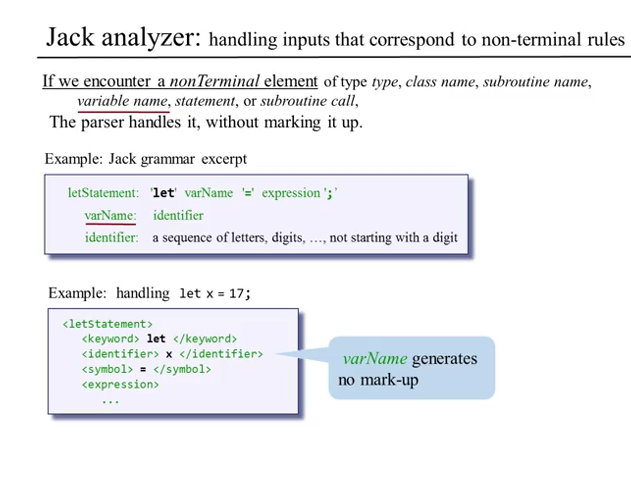 Jack analyzer: handling inputs that correspond to non-terminal rules
If we encounter a nonTerminal element of type type, class name, subroutine name,
variable name, statement, or subroutine call,
The parser handles it, without marking it up.
Example: Jack grammar excerpt
letStatement: 'let' varName '=' expression ';'
varName: identifier
identifier: a sequence of letters, digits, …, not starting with a digit
Example: handling let x = 17;
<letStatement>
<keyword> let </keyword>
<identifier> x </identifier>
<symbol> = </symbol>
<expression>
...
varName generates
no mark-up